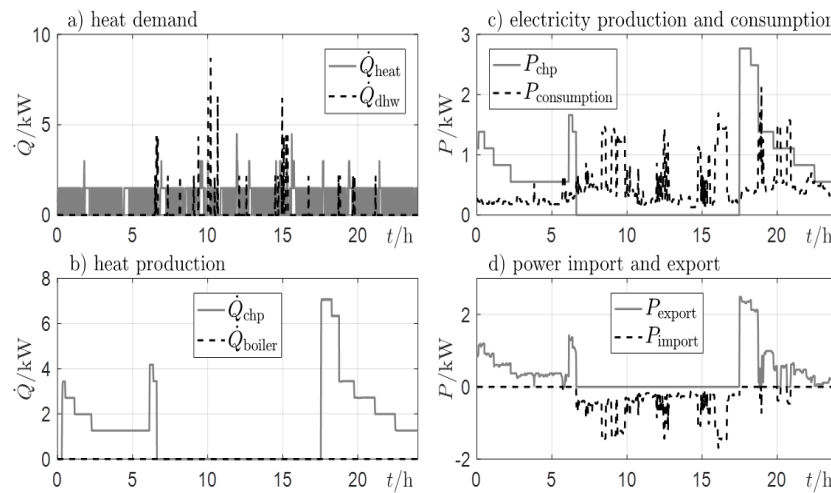 a) heat demand
Q̇/kW
10
5
0
Q̇heat
Q̇dhw
0 5 10 15 20 t/h
b) heat production
Q̇/kW
8
6
4
2
0
Q̇chp
Q̇boiler
0 5 10 15 20 t/h
c) electricity production and consumption
P/kW
3
2
1
0
Pchp
Pconsumption
0 5 10 15 20 t/h
d) power import and export
P/kW
2
0
-2
Pexport
Pimport
0 5 10 15 20 t/h